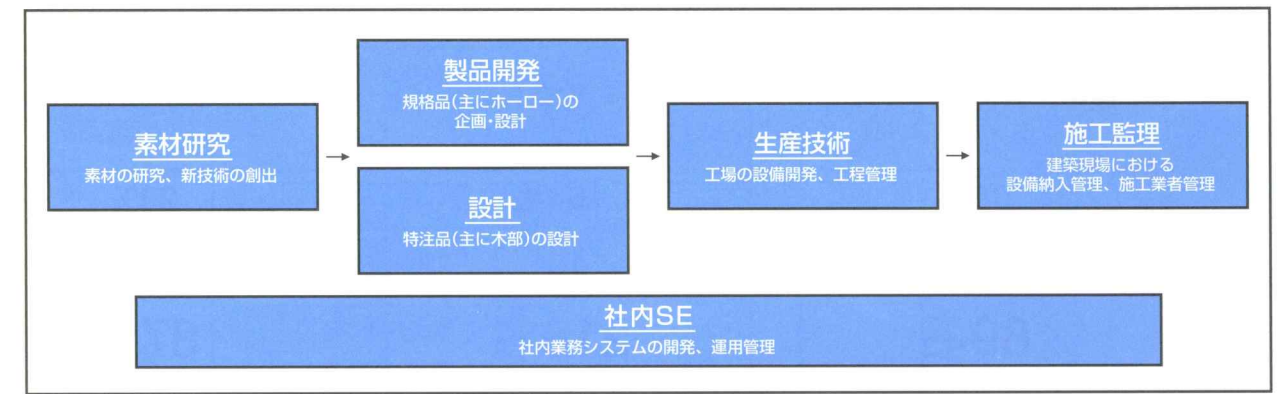 素材研究
素材の研究、新技術の創出
製品開発
規格品(主にホーロー)の
企画・設計
設計
特注品(主に木部)の設計
生産技術
工場の設備開発、工程管理
施工監理
建築現場における
設備納入管理、施工業者管理
社内SE
社内業務システムの開発、運用管理